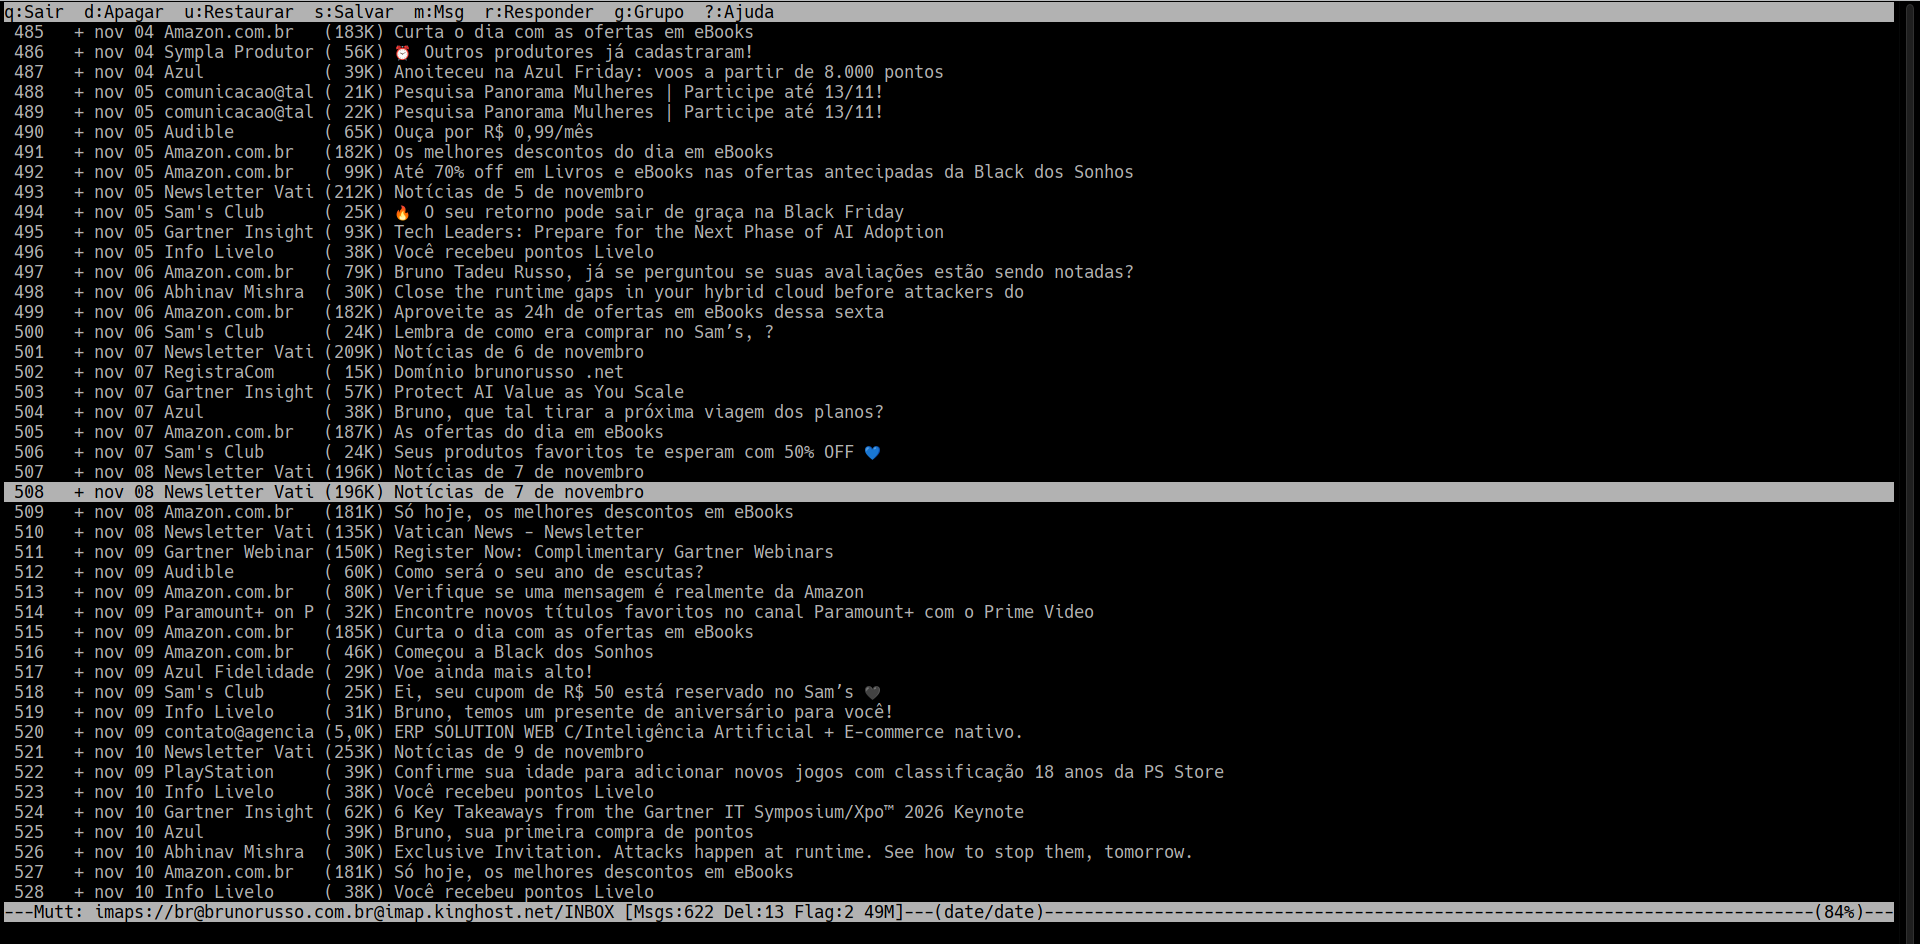 q:Sair  d:Apagar  u:Restaurar  s:Salvar  m:Msg  r:Responder  g:Grupo  ?:Ajuda
485   + nov 04 Amazon.com.br   (183K) Curta o dia com as ofertas em eBooks
486   + nov 04 Sympla Produtor ( 56K) ⏰ Outros produtores já cadastraram!
487   + nov 04 Azul            ( 39K) Anoiteceu na Azul Friday: voos a partir de 8.000 pontos
488   + nov 05 comunicacao@tal ( 21K) Pesquisa Panorama Mulheres | Participe até 13/11!
489   + nov 05 comunicacao@tal ( 22K) Pesquisa Panorama Mulheres | Participe até 13/11!
490   + nov 05 Audible         ( 65K) Ouça por R$ 0,99/mês
491   + nov 05 Amazon.com.br   (182K) Os melhores descontos do dia em eBooks
492   + nov 05 Amazon.com.br   ( 99K) Até 70% off em Livros e eBooks nas ofertas antecipadas da Black dos Sonhos
493   + nov 05 Newsletter Vati (212K) Notícias de 5 de novembro
494   + nov 05 Sam's Club      ( 25K) 🔥 O seu retorno pode sair de graça na Black Friday
495   + nov 05 Gartner Insight ( 93K) Tech Leaders: Prepare for the Next Phase of AI Adoption
496   + nov 05 Info Livelo     ( 38K) Você recebeu pontos Livelo
497   + nov 06 Amazon.com.br   ( 79K) Bruno Tadeu Russo, já se perguntou se suas avaliações estão sendo notadas?
498   + nov 06 Abhinav Mishra  ( 30K) Close the runtime gaps in your hybrid cloud before attackers do
499   + nov 06 Amazon.com.br   (182K) Aproveite as 24h de ofertas em eBooks dessa sexta
500   + nov 06 Sam's Club      ( 24K) Lembra de como era comprar no Sam’s, ?
501   + nov 07 Newsletter Vati (209K) Notícias de 6 de novembro
502   + nov 07 RegistraCom     ( 15K) Domínio brunorusso .net
503   + nov 07 Gartner Insight ( 57K) Protect AI Value as You Scale
504   + nov 07 Azul            ( 38K) Bruno, que tal tirar a próxima viagem dos planos?
505   + nov 07 Amazon.com.br   (187K) As ofertas do dia em eBooks
506   + nov 07 Sam's Club      ( 24K) Seus produtos favoritos te esperam com 50% OFF 💙
507   + nov 08 Newsletter Vati (196K) Notícias de 7 de novembro
508   + nov 08 Newsletter Vati (196K) Notícias de 7 de novembro
509   + nov 08 Amazon.com.br   (181K) Só hoje, os melhores descontos em eBooks
510   + nov 08 Newsletter Vati (135K) Vatican News - Newsletter
511   + nov 09 Gartner Webinar (150K) Register Now: Complimentary Gartner Webinars
512   + nov 09 Audible         ( 60K) Como será o seu ano de escutas?
513   + nov 09 Amazon.com.br   ( 80K) Verifique se uma mensagem é realmente da Amazon
514   + nov 09 Paramount+ on P ( 32K) Encontre novos títulos favoritos no canal Paramount+ com o Prime Video
515   + nov 09 Amazon.com.br   (185K) Curta o dia com as ofertas em eBooks
516   + nov 09 Amazon.com.br   ( 46K) Começou a Black dos Sonhos
517   + nov 09 Azul Fidelidade ( 29K) Voe ainda mais alto!
518   + nov 09 Sam's Club      ( 25K) Ei, seu cupom de R$ 50 está reservado no Sam’s 🖤
519   + nov 09 Info Livelo     ( 31K) Bruno, temos um presente de aniversário para você!
520   + nov 09 contato@agencia (5,0K) ERP SOLUTION WEB C/Inteligência Artificial + E-commerce nativo.
521   + nov 10 Newsletter Vati (253K) Notícias de 9 de novembro
522   + nov 09 PlayStation     ( 39K) Confirme sua idade para adicionar novos jogos com classificação 18 anos da PS Store
523   + nov 10 Info Livelo     ( 38K) Você recebeu pontos Livelo
524   + nov 10 Gartner Insight ( 62K) 6 Key Takeaways from the Gartner IT Symposium/Xpo™ 2026 Keynote
525   + nov 10 Azul            ( 39K) Bruno, sua primeira compra de pontos
526   + nov 10 Abhinav Mishra  ( 30K) Exclusive Invitation. Attacks happen at runtime. See how to stop them, tomorrow.
527   + nov 10 Amazon.com.br   (181K) Só hoje, os melhores descontos em eBooks
528   + nov 10 Info Livelo     ( 38K) Você recebeu pontos Livelo
---Mutt: imaps://br@brunorusso.com.br@imap.kinghost.net/INBOX [Msgs:622 Del:13 Flag:2 49M]---(date/date)-----------------------------------------------------------------------------(84%)---